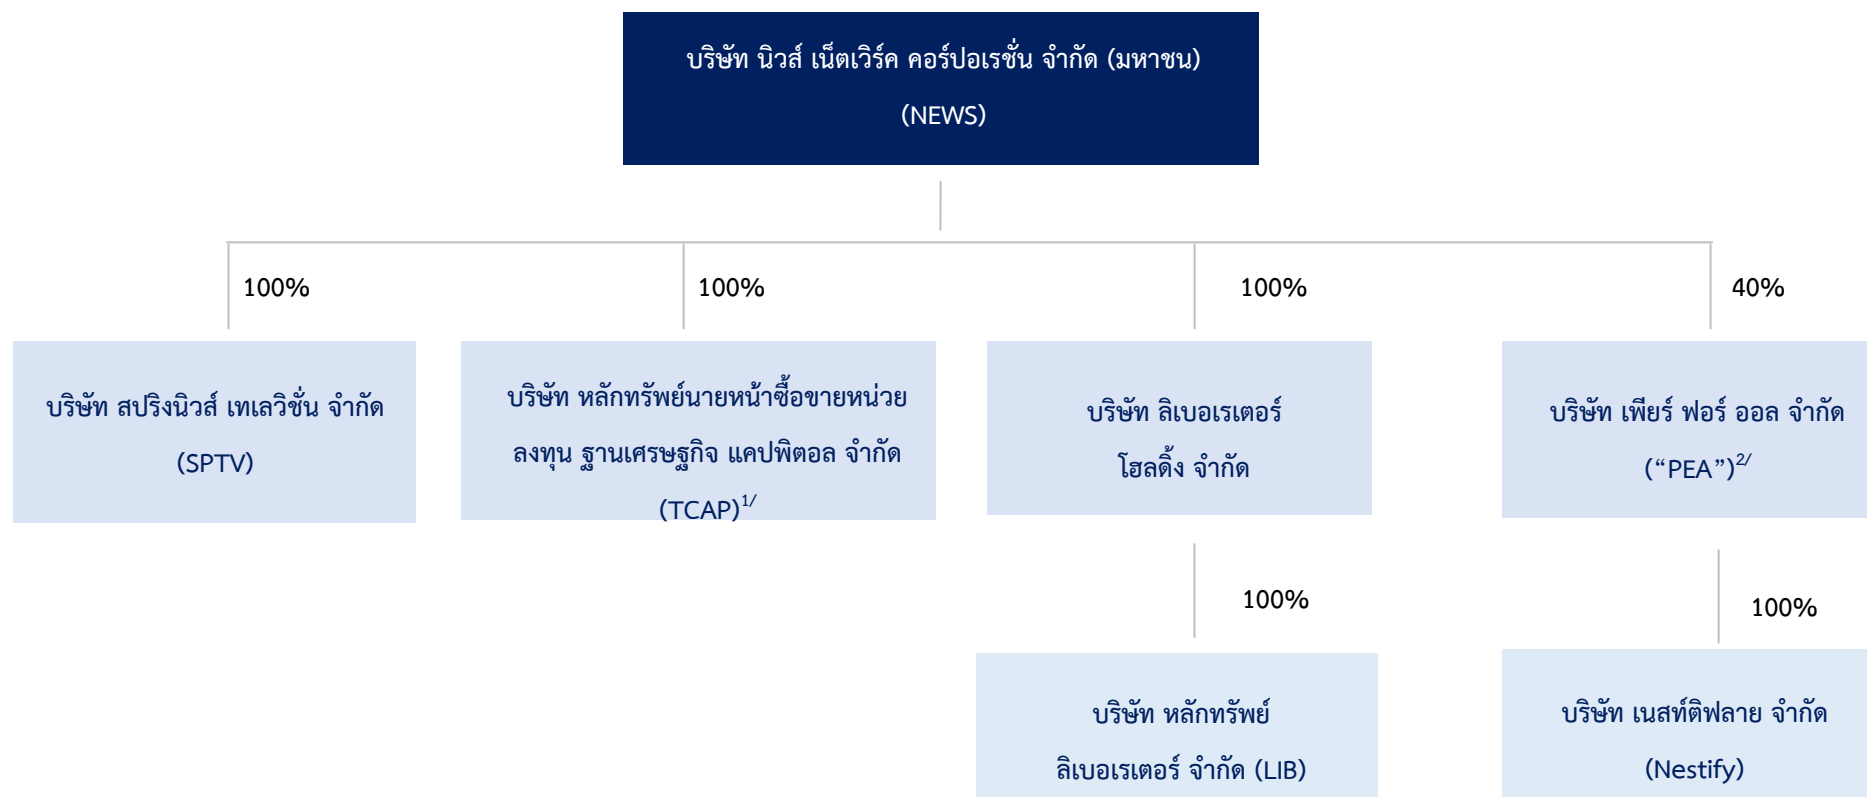 บริษัท นิวส์ เน็ตเวิร์ค คอร์ปอเรชั่น จำกัด (มหาชน)
(NEWS)
100%
100%
100%
40%
บริษัท สปริงนิวส์ เทเลวิชั่น จำกัด
(SPTV)
บริษัท หลักทรัพย์นายหน้าซื้อขายหน่วย
ลงทุน ฐานเศรษฐกิจ แคปพิตอล จำกัด
(TCAP)1/
บริษัท ลิเบอเรเตอร์
โฮลดิ้ง จำกัด
บริษัท เพียร์ ฟอร์ ออล จำกัด
(“PEA”)2/
100%
100%
บริษัท หลักทรัพย์
ลิเบอเรเตอร์ จำกัด (LIB)
บริษัท เนสท์ติฟลาย จำกัด
(Nestify)